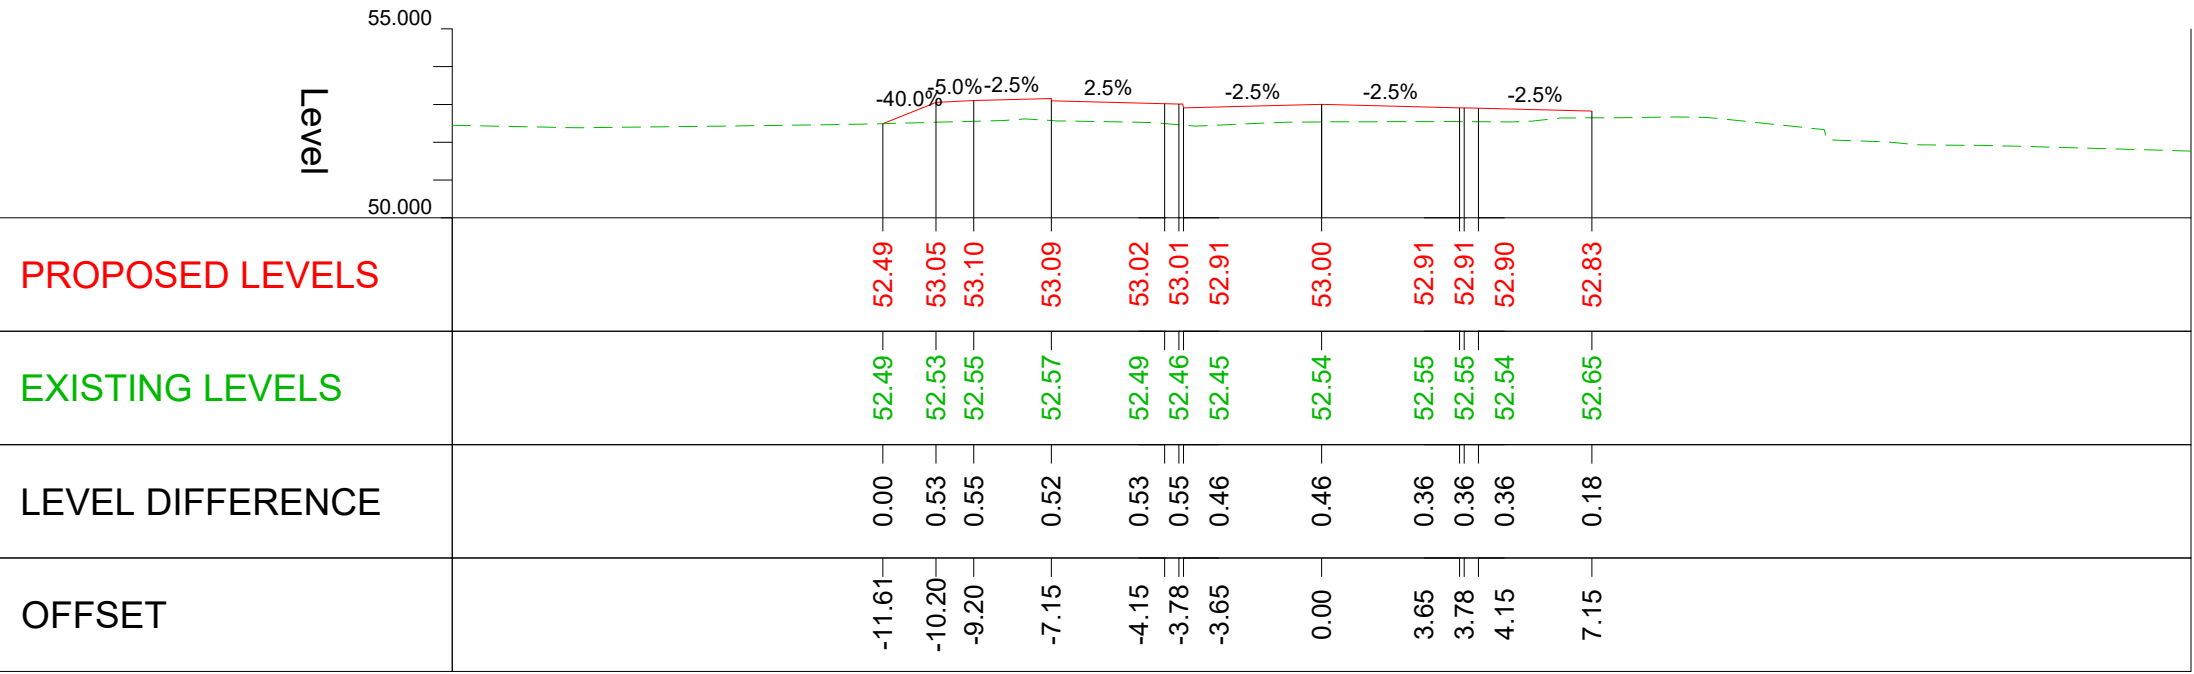 55.000
Level
50.000
-40.0% -5.0% -2.5% 2.5% -2.5% -2.5% -2.5%
PROPOSED LEVELS 52.49 53.05 53.10 53.09 53.02 53.01 52.91 53.00 52.91 52.91 52.90 52.83
EXISTING LEVELS 52.49 52.53 52.55 52.57 52.49 52.46 52.45 52.54 52.55 52.55 52.54 52.65
LEVEL DIFFERENCE 0.00 0.53 0.55 0.52 0.53 0.55 0.46 0.46 0.36 0.36 0.36 0.18
OFFSET -11.61 -10.20 -9.20 -7.15 -4.15 -3.78 -3.65 0.00 3.65 3.78 4.15 7.15